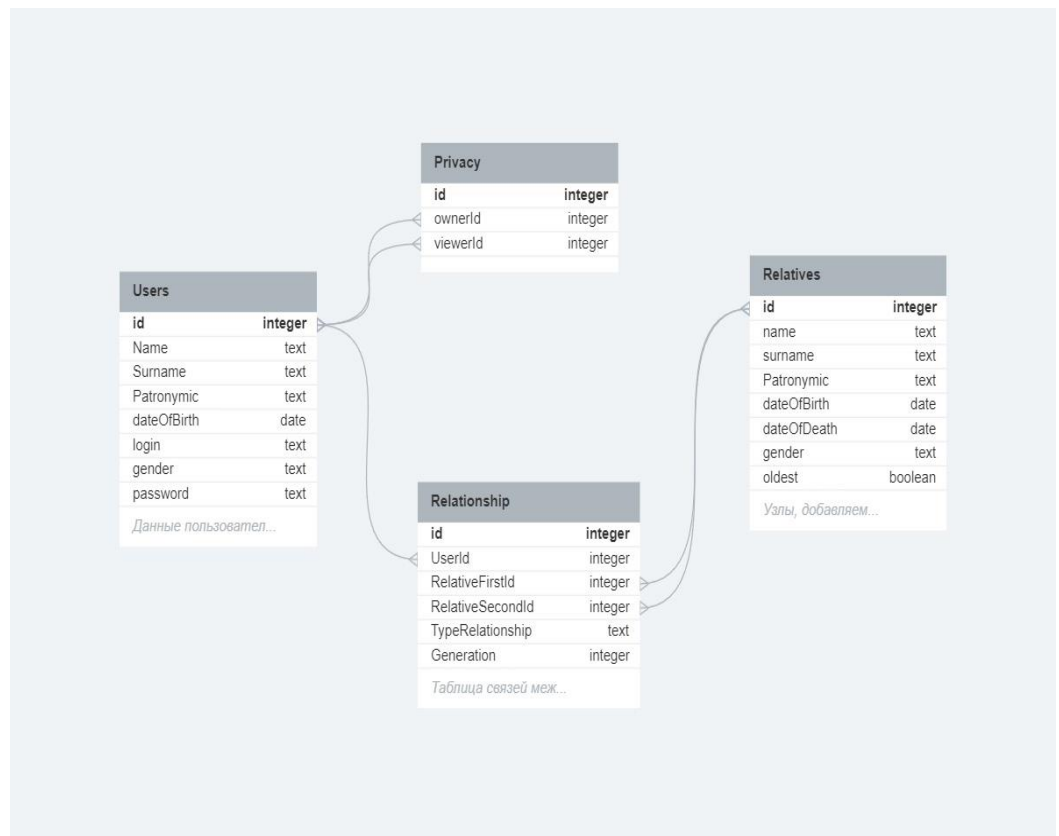 Privacy
id integer
ownerId integer
viewerId integer
Users
id integer
Name text
Surname text
Patronymic text
dateOfBirth date
login text
gender text
password text
Данные пользовател...
Relatives
id integer
name text
surname text
Patronymic text
dateOfBirth date
dateOfDeath date
gender text
oldest boolean
Узлы, добавляем...
Relationship
id integer
UserId integer
RelativeFirstId integer
RelativeSecondId integer
TypeRelationship text
Generation integer
Таблица связей меж...